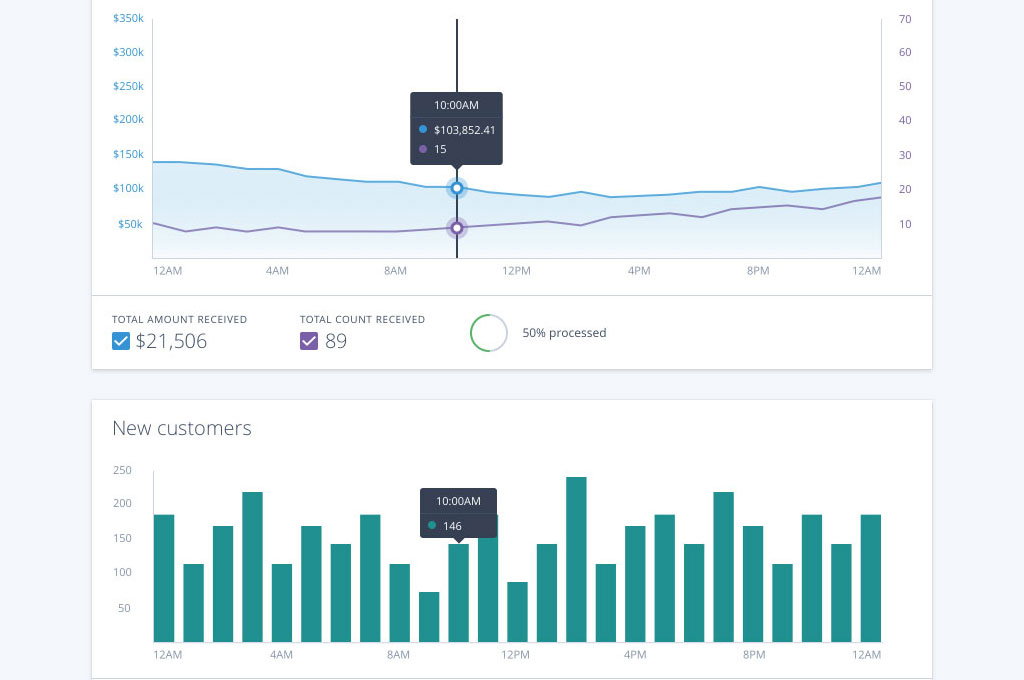 $350k 70
$300k 60
$250k 50
$200k 40
$150k 30
$100k 20
$50k 10
10:00AM
$103,852.41
15
12AM 4AM 8AM 12PM 4PM 8PM 12AM
TOTAL AMOUNT RECEIVED
$21,506
TOTAL COUNT RECEIVED
89
50% processed
New customers
250
200
150
100
50
10:00AM
146
12AM 4AM 8AM 12PM 4PM 8PM 12AM